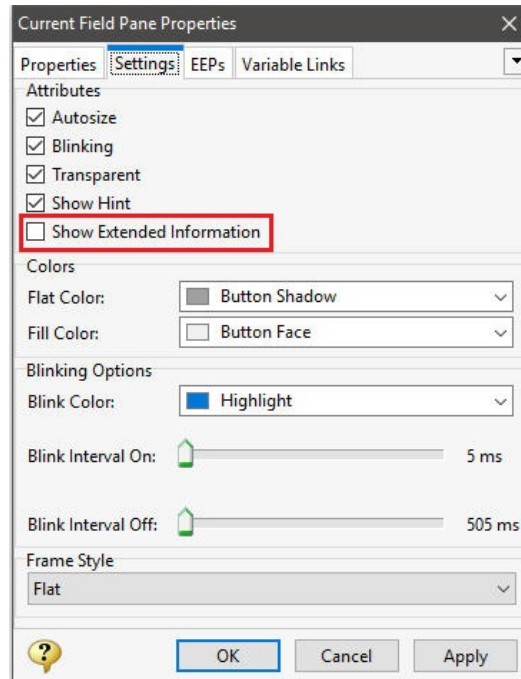 Current Field Pane Properties
Properties Settings EEPs Variable Links
Attributes
Autosize
Blinking
Transparent
Show Hint
Show Extended Information
Colors
Flat Color: Button Shadow
Fill Color: Button Face
Blinking Options
Blink Color: Highlight
Blink Interval On: 5 ms
Blink Interval Off: 505 ms
Frame Style
Flat
? OK Cancel Apply